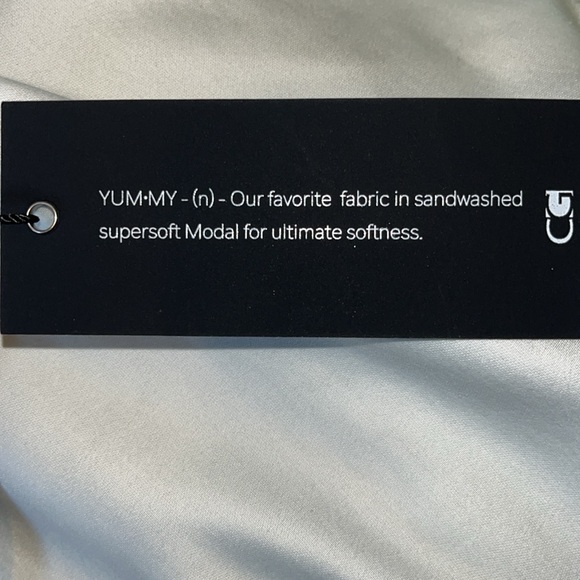 YUM•MY - (n) - Our favorite fabric in sandwashed
supersoft Modal for ultimate softness.